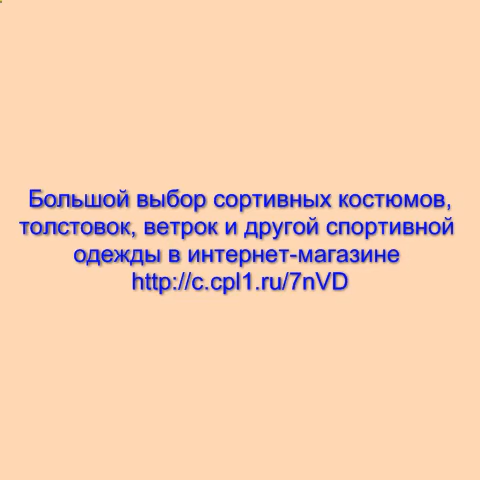 Большой выбор сортивных костюмов,
толстовок, ветрок и другой спортивной
одежды в интернет-магазине
http://c.cpl1.ru/7nVD